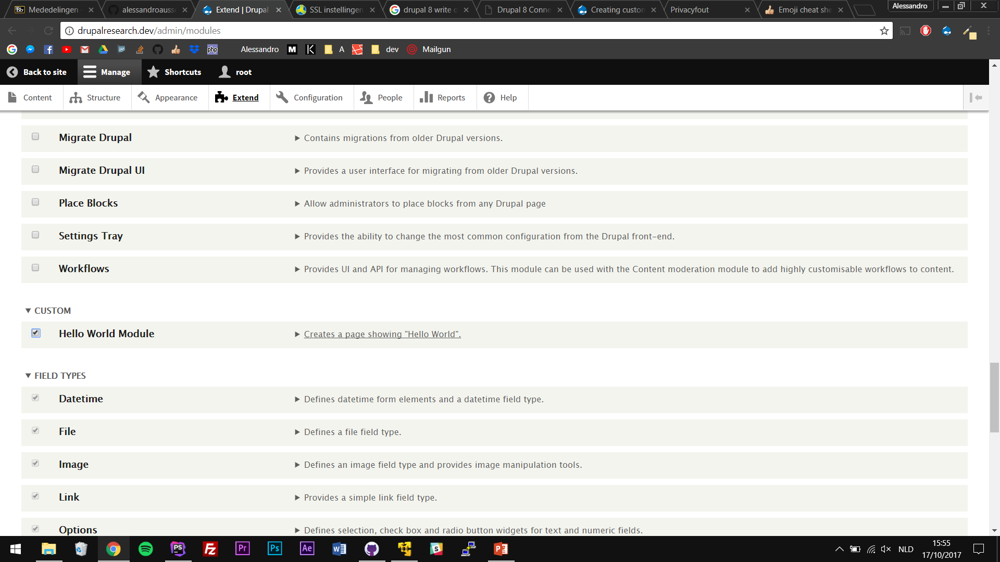 Bb Mededelingen
alessandroausse
Extend | Drupal
SSL instellingen
drupal 8 write o
Drupal 8 Conne
Creating custon
Privacyfout
Emoji cheat she
Alessandro
drupalresearch.dev/admin/modules
php Alessandro M K A dev Mailgun
Back to site Manage Shortcuts root
Content Structure Appearance Extend Configuration People Reports Help
Migrate Drupal Contains migrations from older Drupal versions.
Migrate Drupal UI Provides a user interface for migrating from older Drupal versions.
Place Blocks Allow administrators to place blocks from any Drupal page
Settings Tray Provides the ability to change the most common configuration from the Drupal front-end.
Workflows Provides UI and API for managing workflows. This module can be used with the Content moderation module to add highly customisable workflows to content.
CUSTOM
Hello World Module Creates a page showing "Hello World".
FIELD TYPES
Datetime Defines datetime form elements and a datetime field type.
File Defines a file field type.
Image Defines an image field type and provides image manipulation tools.
Link Provides a simple link field type.
Options Defines selection, check box and radio button widgets for text and numeric fields.
PS Fz Pr Ps Ae W S P NLD
15:55
17/10/2017